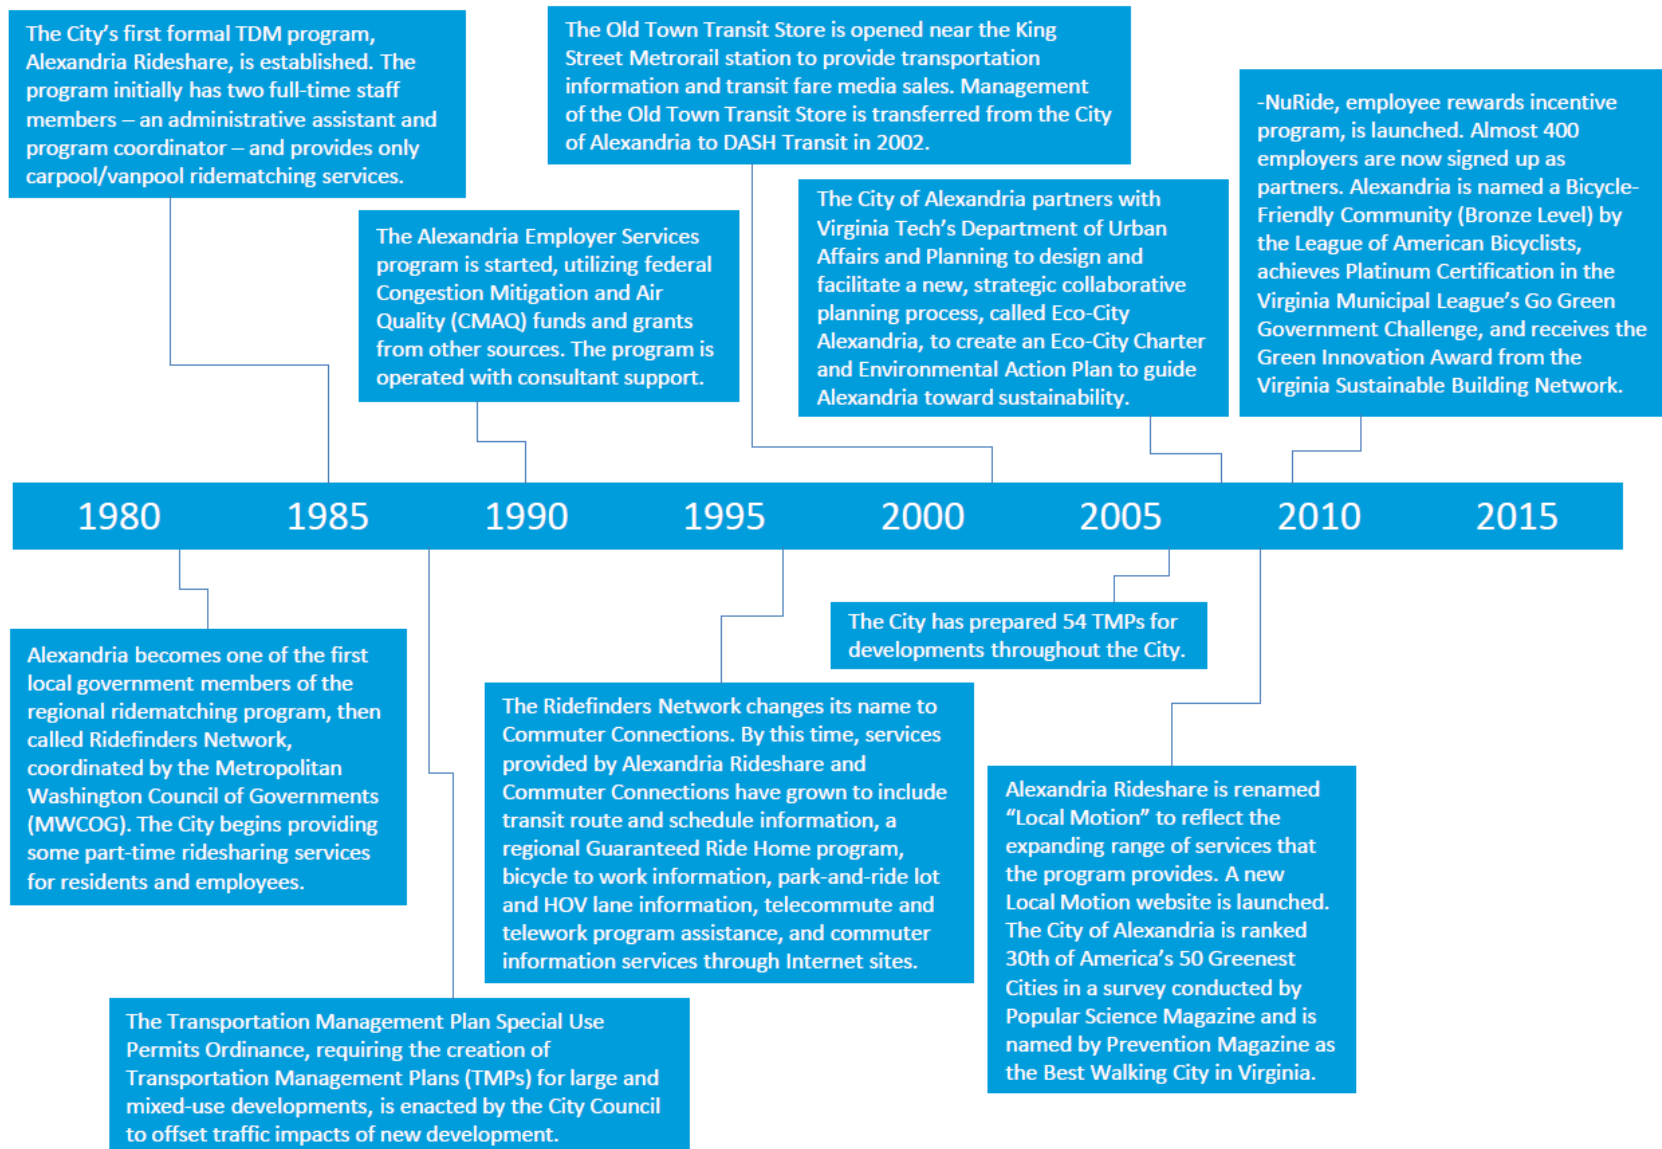 The City’s first formal TDM program,
Alexandria Rideshare, is established. The
program initially has two full-time staff
members – an administrative assistant and
program coordinator – and provides only
carpool/vanpool ridematching services.
The Alexandria Employer Services
program is started, utilizing federal
Congestion Mitigation and Air
Quality (CMAQ) funds and grants
from other sources. The program is
operated with consultant support.
The Old Town Transit Store is opened near the King
Street Metrorail station to provide transportation
information and transit fare media sales. Management
of the Old Town Transit Store is transferred from the City
of Alexandria to DASH Transit in 2002.
The City of Alexandria partners with
Virginia Tech’s Department of Urban
Affairs and Planning to design and
facilitate a new, strategic collaborative
planning process, called Eco-City
Alexandria, to create an Eco-City Charter
and Environmental Action Plan to guide
Alexandria toward sustainability.
-NuRide, employee rewards incentive
program, is launched. Almost 400
employers are now signed up as
partners. Alexandria is named a Bicycle-
Friendly Community (Bronze Level) by
the League of American Bicyclists,
achieves Platinum Certification in the
Virginia Municipal League’s Go Green
Government Challenge, and receives the
Green Innovation Award from the
Virginia Sustainable Building Network.
1980 1985 1990 1995 2000 2005 2010 2015
Alexandria becomes one of the first
local government members of the
regional ridematching program, then
called Ridefinders Network,
coordinated by the Metropolitan
Washington Council of Governments
(MWCOG). The City begins providing
some part-time ridesharing services
for residents and employees.
The Transportation Management Plan Special Use
Permits Ordinance, requiring the creation of
Transportation Management Plans (TMPs) for large and
mixed-use developments, is enacted by the City Council
to offset traffic impacts of new development.
The Ridefinders Network changes its name to
Commuter Connections. By this time, services
provided by Alexandria Rideshare and
Commuter Connections have grown to include
transit route and schedule information, a
regional Guaranteed Ride Home program,
bicycle to work information, park-and-ride lot
and HOV lane information, telecommute and
telework program assistance, and commuter
information services through Internet sites.
The City has prepared 54 TMPs for
developments throughout the City.
Alexandria Rideshare is renamed
“Local Motion” to reflect the
expanding range of services that
the program provides. A new
Local Motion website is launched.
The City of Alexandria is ranked
30th of America’s 50 Greenest
Cities in a survey conducted by
Popular Science Magazine and is
named by Prevention Magazine as
the Best Walking City in Virginia.